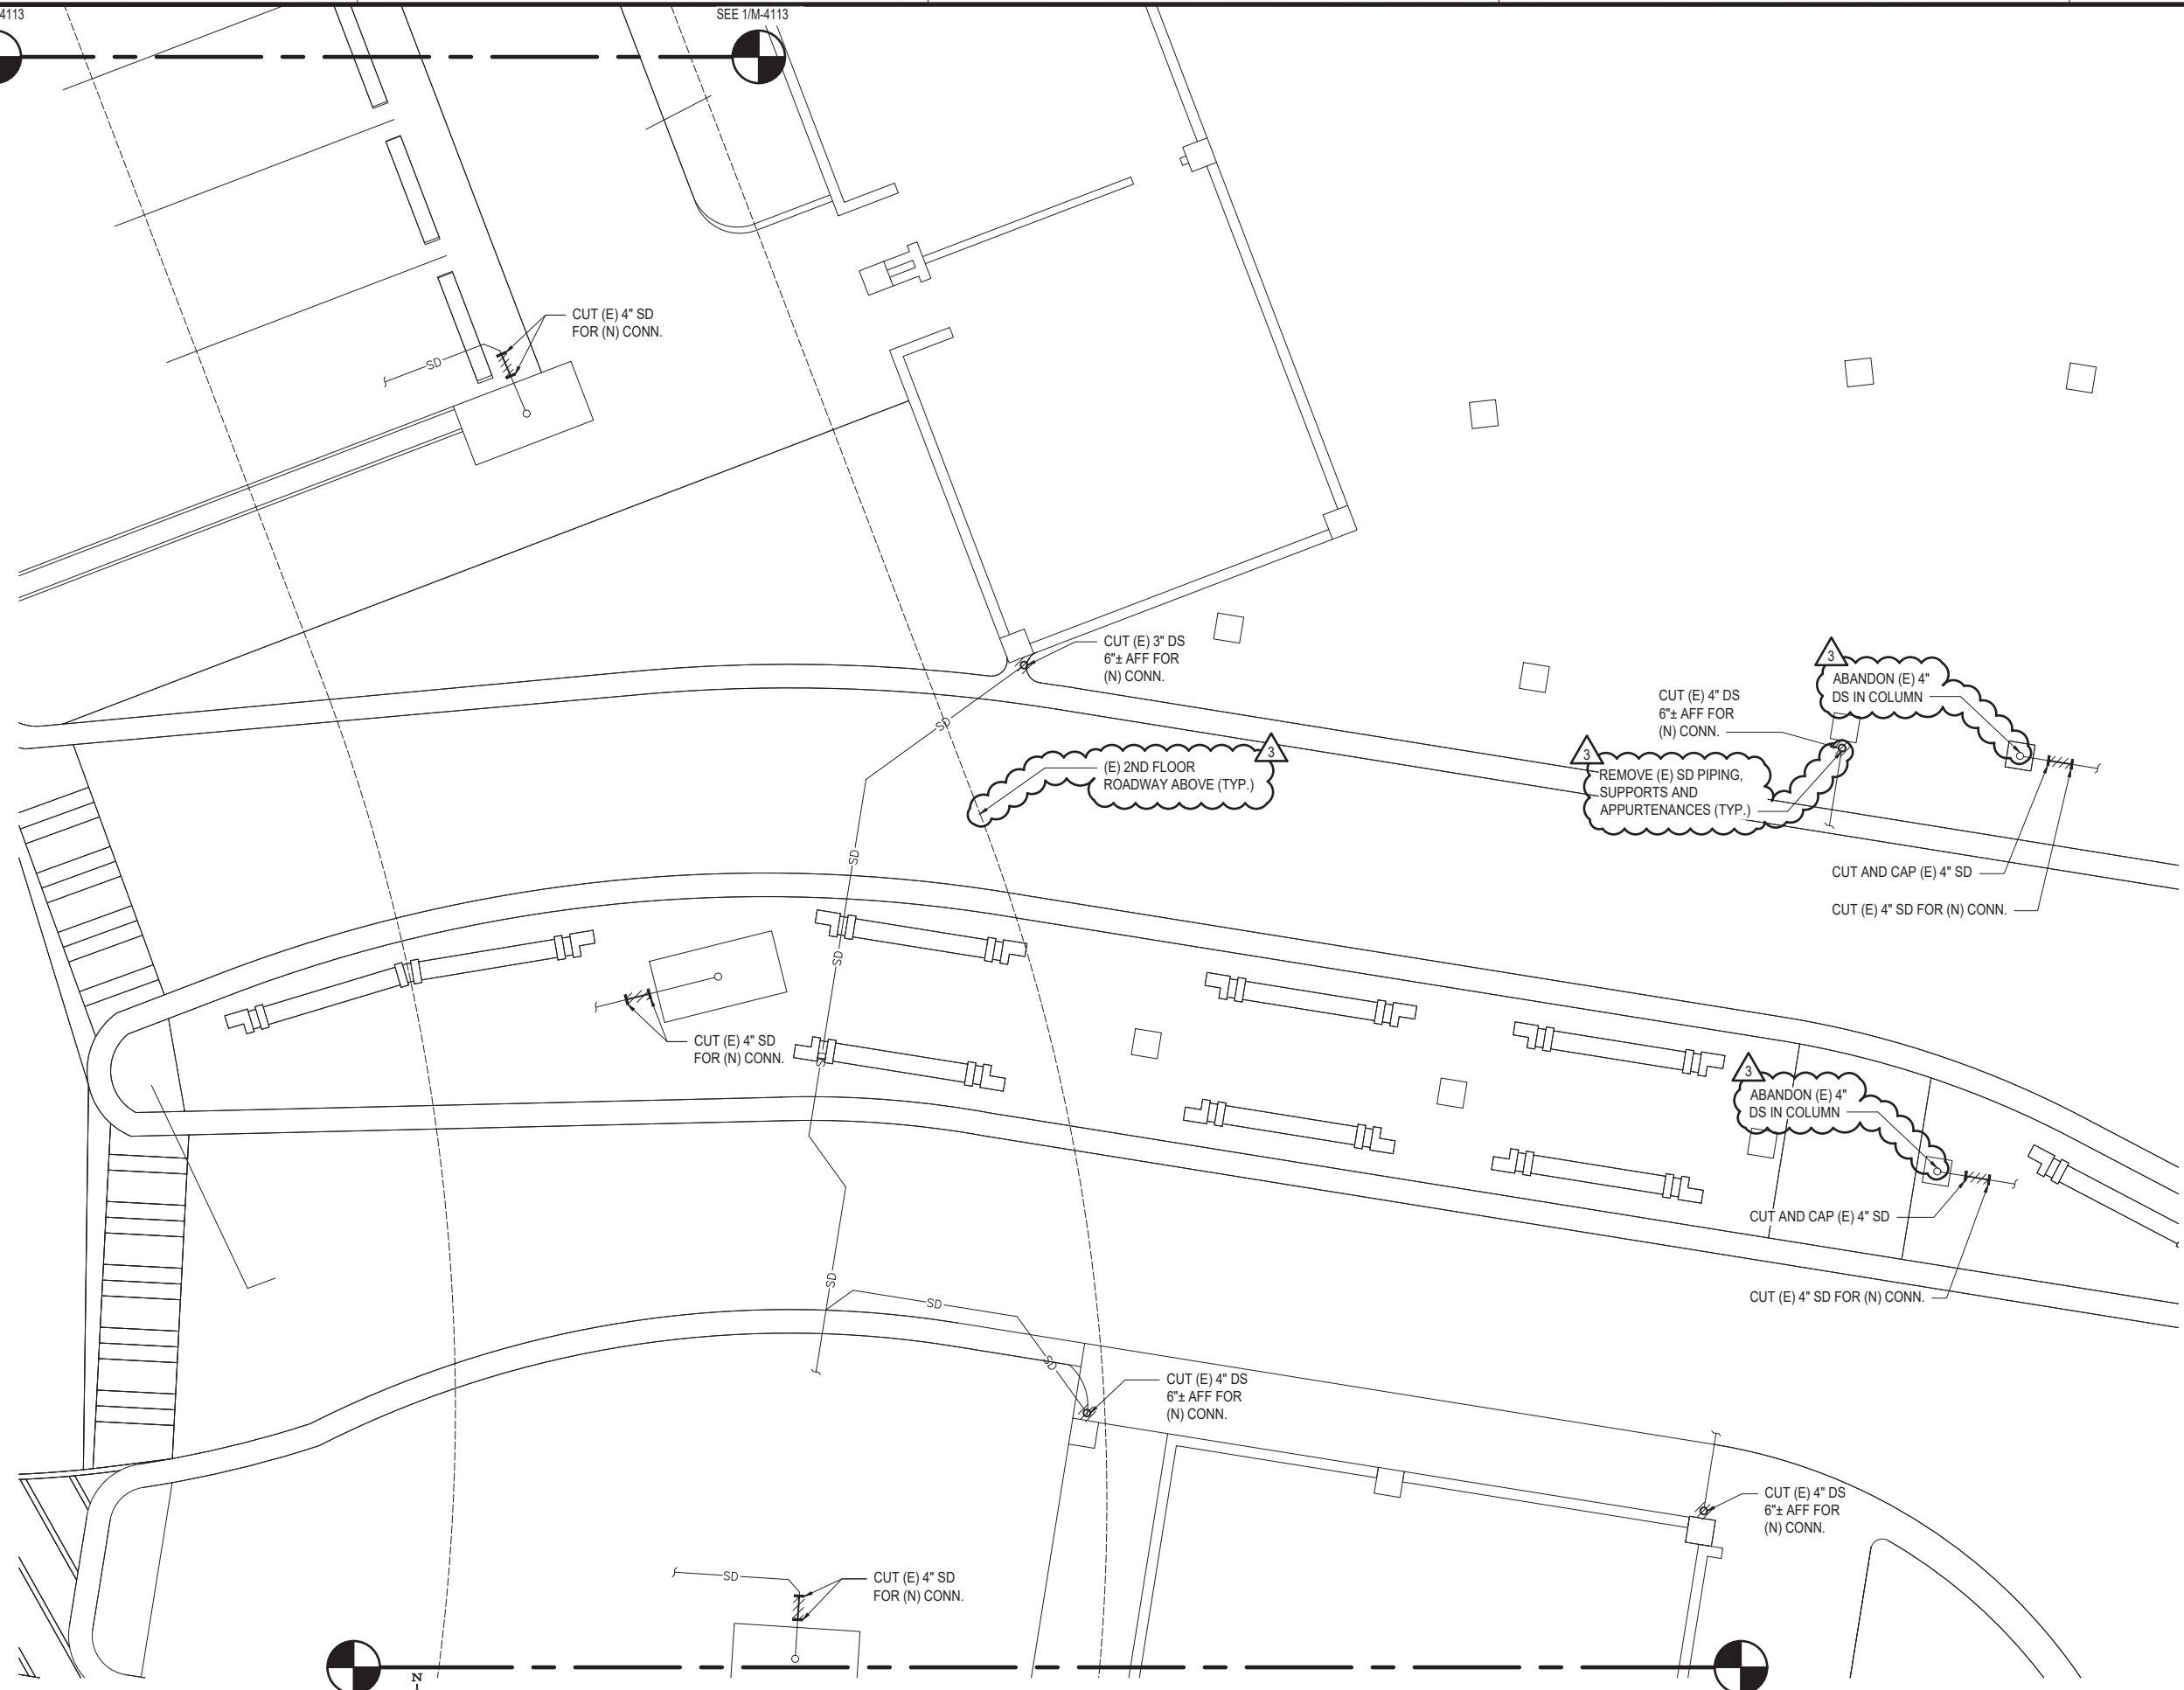 4113
SEE 1/M-4113
CUT (E) 4" SD
FOR (N) CONN.
SD
CUT (E) 3" DS
6"± AFF FOR
(N) CONN.
SD
3
ABANDON (E) 4"
DS IN COLUMN
CUT (E) 4" DS
6"± AFF FOR
(N) CONN.
3
(E) 2ND FLOOR
ROADWAY ABOVE (TYP.)
3
REMOVE (E) SD PIPING,
SUPPORTS AND
APPURTENANCES (TYP.)
SD
CUT AND CAP (E) 4" SD
CUT (E) 4" SD FOR (N) CONN.
SD
CUT (E) 4" SD
FOR (N) CONN.
SD
3
ABANDON (E) 4"
DS IN COLUMN
CUT AND CAP (E) 4" SD
CUT (E) 4" SD FOR (N) CONN.
SD
SD
SD
CUT (E) 4" DS
6"± AFF FOR
(N) CONN.
CUT (E) 4" DS
6"± AFF FOR
(N) CONN.
SD
CUT (E) 4" SD
FOR (N) CONN.
N